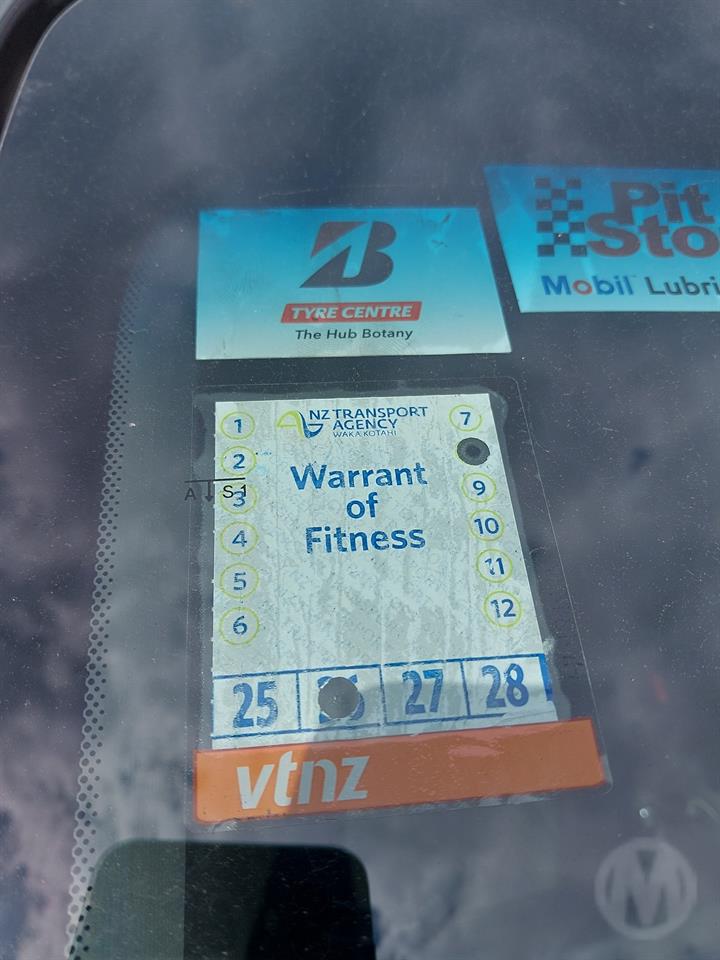 B
TYRE CENTRE
The Hub Botany
Pit
Sto
Mobil Lubri
NZ TRANSPORT
AGENCY
WAKA KOTAHI
Warrant
of
Fitness
1
2
3
4
5
6
7
9
10
11
12
A S1
25 26 27 28
vtnz
M